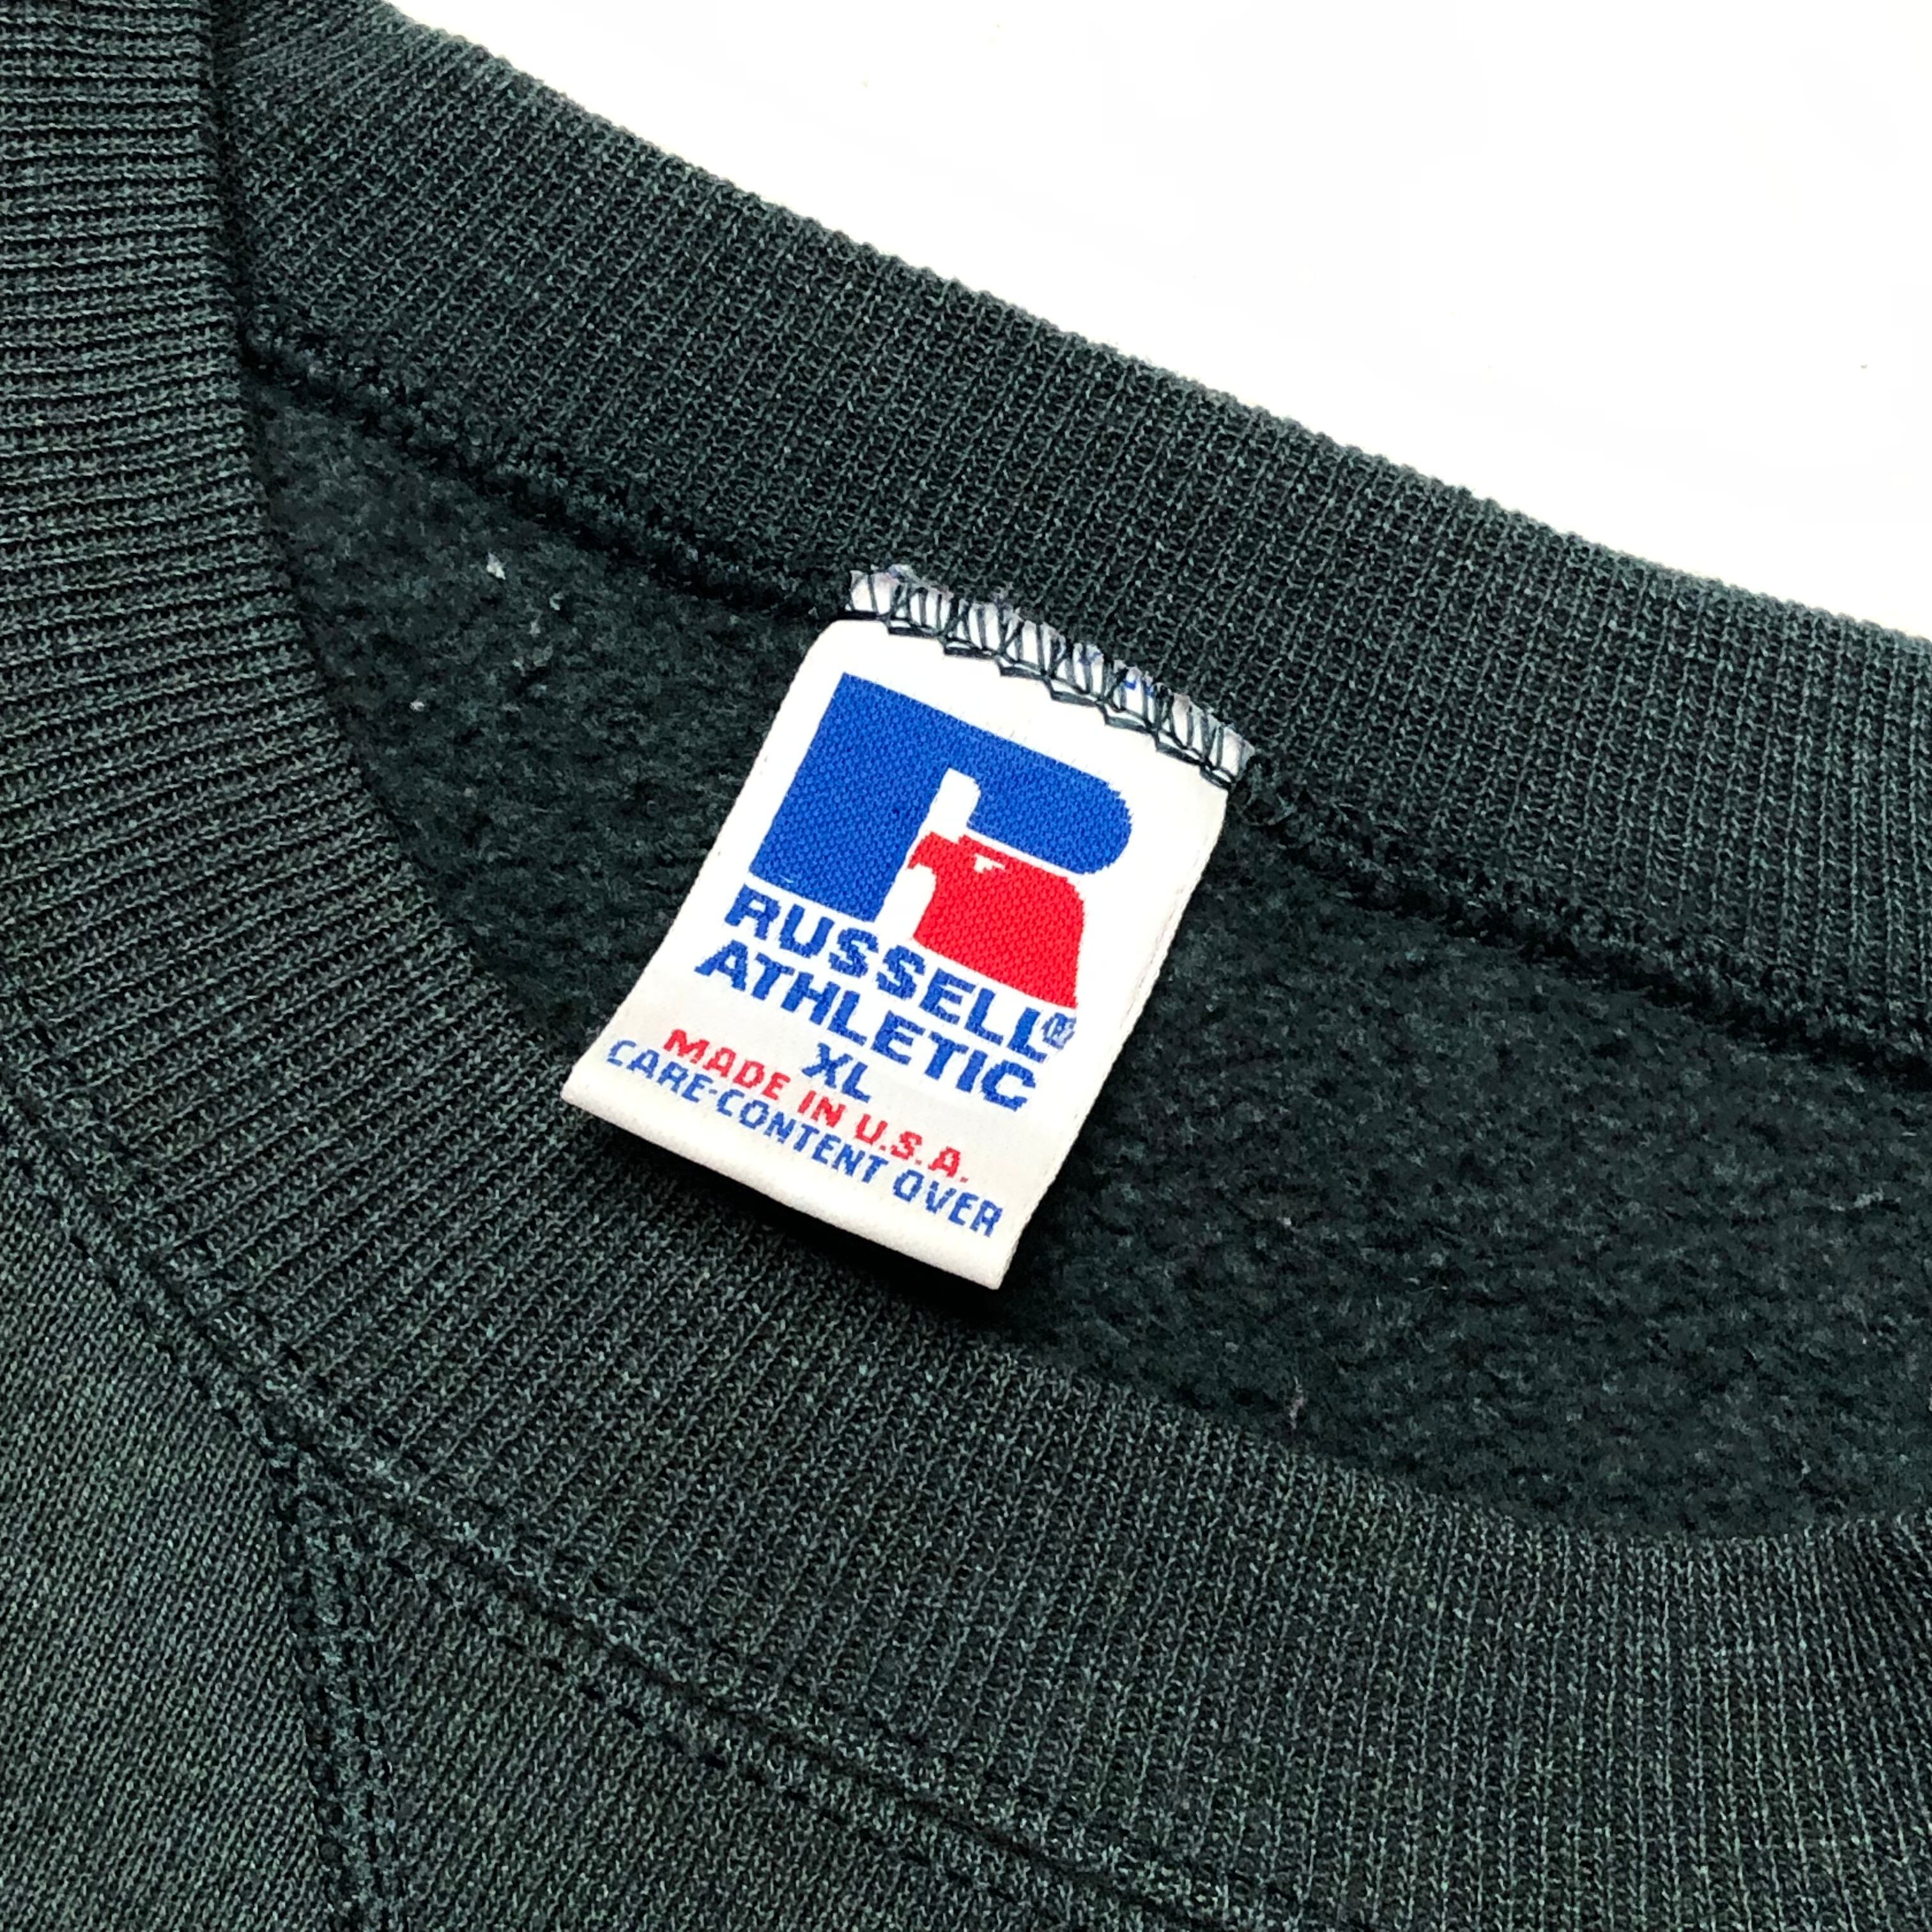 RUSSELL®
ATHLETIC
XL
MADE IN U.S.A.
CARE-CONTENT OVER